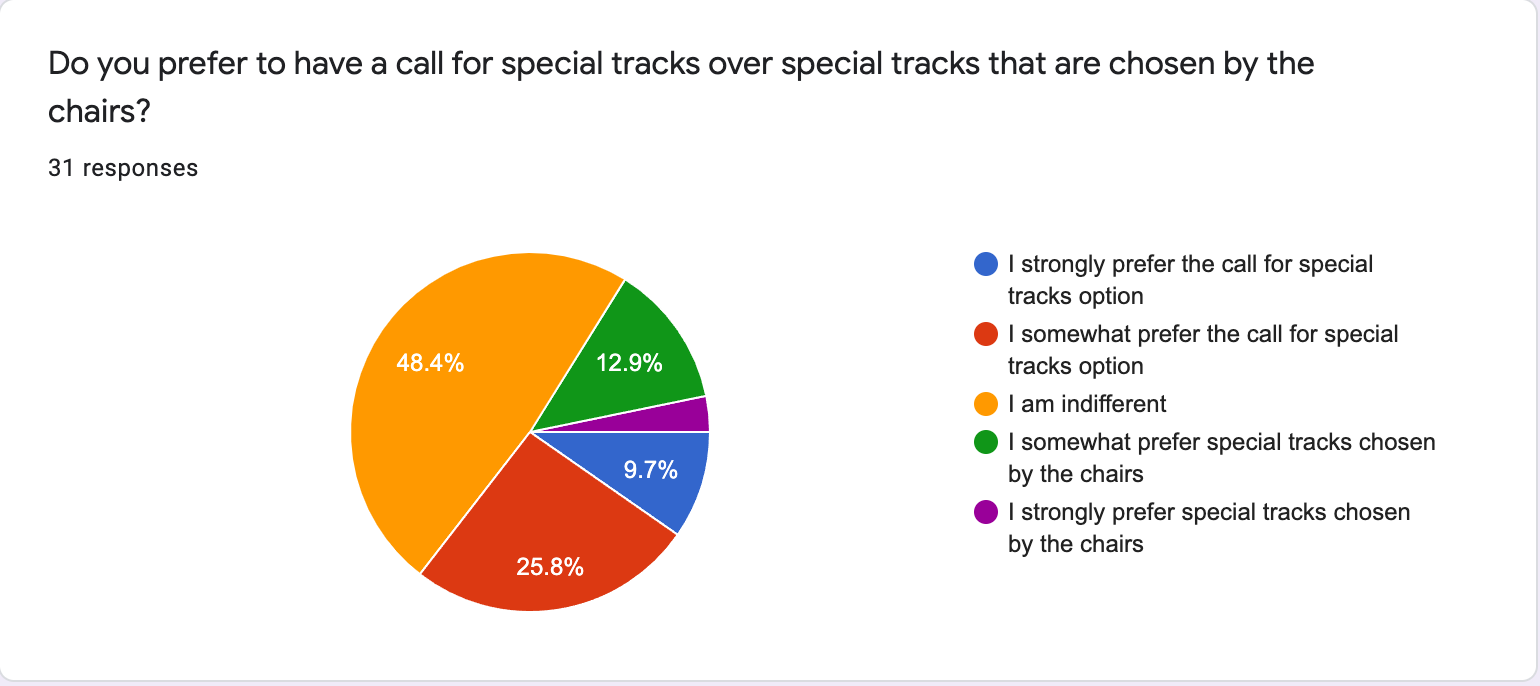 Do you prefer to have a call for special tracks over special tracks that are chosen by the
chairs?
31 responses
48.4%
12.9%
9.7%
25.8%
I strongly prefer the call for special
tracks option
I somewhat prefer the call for special
tracks option
I am indifferent
I somewhat prefer special tracks chosen
by the chairs
I strongly prefer special tracks chosen
by the chairs